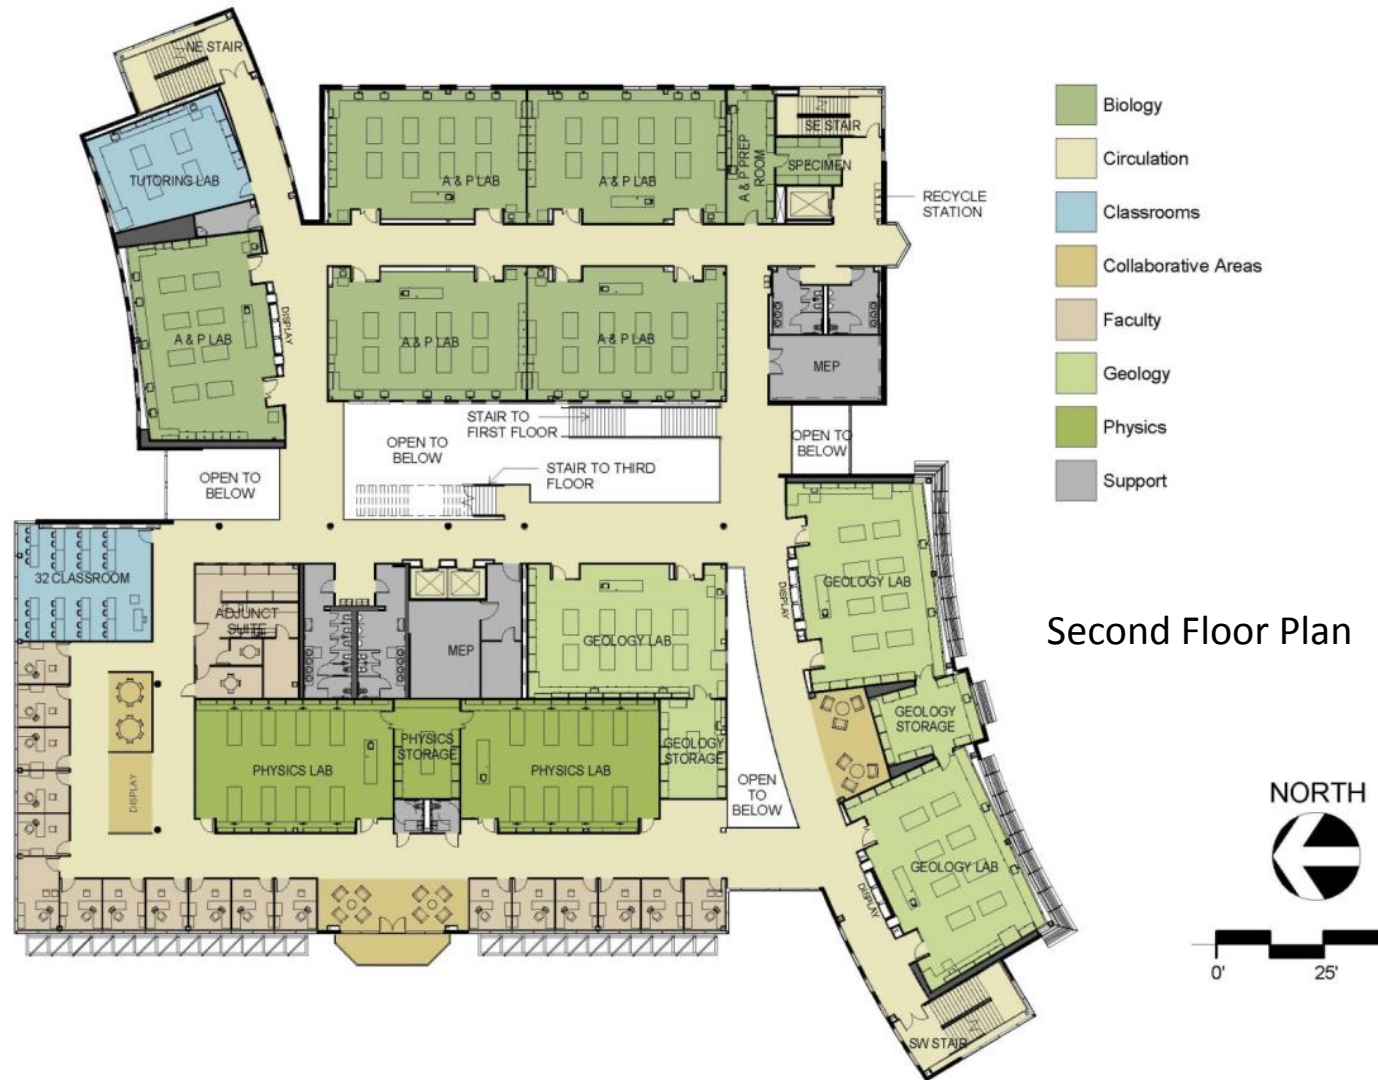 NE STAIR
TUTORING LAB
A & P LAB
A & P LAB
A & P PREP
ROOM
SE STAIR
SPECIMEN
RECYCLE
STATION
A & P LAB
DISPLAY
A & P LAB
A & P LAB
MEP
STAIR TO
FIRST FLOOR
OPEN TO
BELOW
OPEN TO
BELOW
OPEN TO
BELOW
STAIR TO THIRD
FLOOR
32 CLASSROOM
ADJUNCT
SUITE
MEP
GEOLOGY LAB
DISPLAY
GEOLOGY LAB
GEOLOGY
STORAGE
PHYSICS LAB
PHYSICS
STORAGE
PHYSICS LAB
GEOLOGY
STORAGE
OPEN
TO
BELOW
DISPLAY
GEOLOGY LAB
DISPLAY
SW STAIR
Biology
Circulation
Classrooms
Collaborative Areas
Faculty
Geology
Physics
Support
Second Floor Plan
NORTH
0'
25'